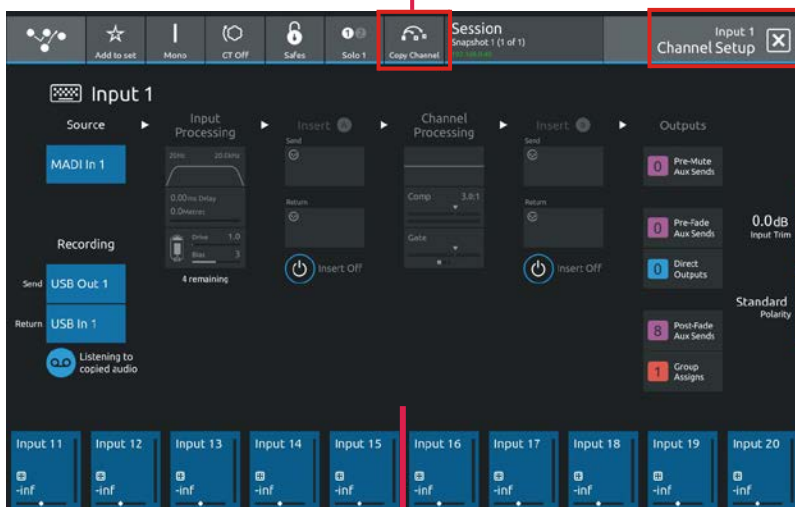 Session
Snapshot 1 (1 of 1)
Input 1
Channel Setup
Add to set
Mono
CT Off
Safes
Solo 1
Copy Channel
Input 1
Source
Input
Processing
Insert A
Channel
Processing
Insert B
Outputs
MADI In 1
20Hz 20.0kHz
0.00ms Delay
0.0Metres
Drive 1.0
Bias 3
4 remaining
Send
Return
Insert Off
Comp 3.0:1
Gate
Send
Return
Insert Off
0 Pre-Mute
Aux Sends
0 Pre-Fade
Aux Sends
0 Direct
Outputs
8 Post-Fade
Aux Sends
1 Group
Assigns
0.0dB
Input Trim
Standard
Polarity
Recording
Send USB Out 1
Return USB In 1
Listening to
copied audio
Input 11 Input 12 Input 13 Input 14 Input 15 Input 16 Input 17 Input 18 Input 19 Input 20
-inf -inf -inf -inf -inf -inf -inf -inf -inf -inf